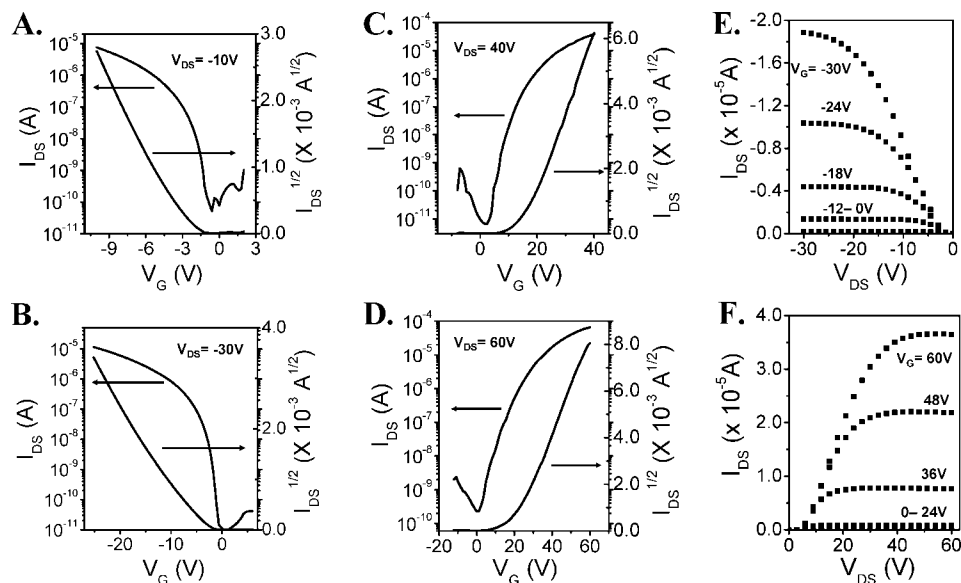 A.
V_DS= -10V
I_DS (A)
10^-5
10^-6
10^-7
10^-8
10^-9
10^-10
10^-11
-9 -6 -3 0 3
V_G (V)
3.0
2.0
1.0
0.0
I_DS^1/2 (X 10^-3 A^1/2)
C.
V_DS= 40V
I_DS (A)
10^-4
10^-5
10^-6
10^-7
10^-8
10^-9
10^-10
10^-11
0 20 40
V_G (V)
6.0
4.0
2.0
0.0
I_DS^1/2 (X 10^-3 A^1/2)
E.
I_DS (x 10^-5A)
-2.0
-1.6
-1.2
-0.8
-0.4
0.0
V_G= -30V
-24V
-18V
-12– 0V
-30 -20 -10 0
V_DS (V)
B.
V_DS= -30V
I_DS (A)
10^-5
10^-6
10^-7
10^-8
10^-9
10^-10
10^-11
-20 -10 0
V_G (V)
4.0
2.0
0.0
I_DS^1/2 (X 10^-3 A^1/2)
D.
V_DS= 60V
I_DS (A)
10^-4
10^-5
10^-6
10^-7
10^-8
10^-9
10^-10
-20 0 20 40 60
V_G (V)
8.0
6.0
4.0
2.0
0.0
I_DS^1/2 (X 10^-3 A^1/2)
F.
I_DS (x 10^-5A)
4.0
3.0
2.0
1.0
0.0
V_G= 60V
48V
36V
0– 24V
0 20 40 60
V_DS (V)